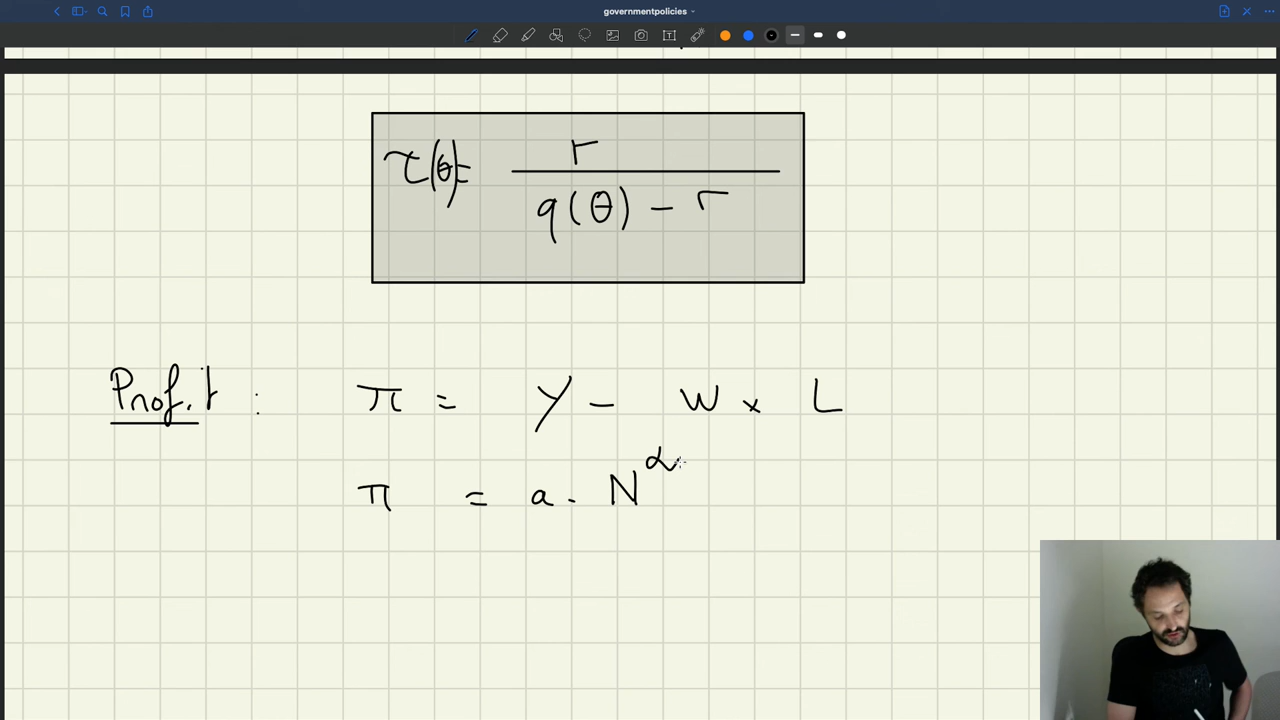 governmentpolicies
τ(θ) = r / (q(θ) − r)
Profit : π = y − w × L
π = a · N^α